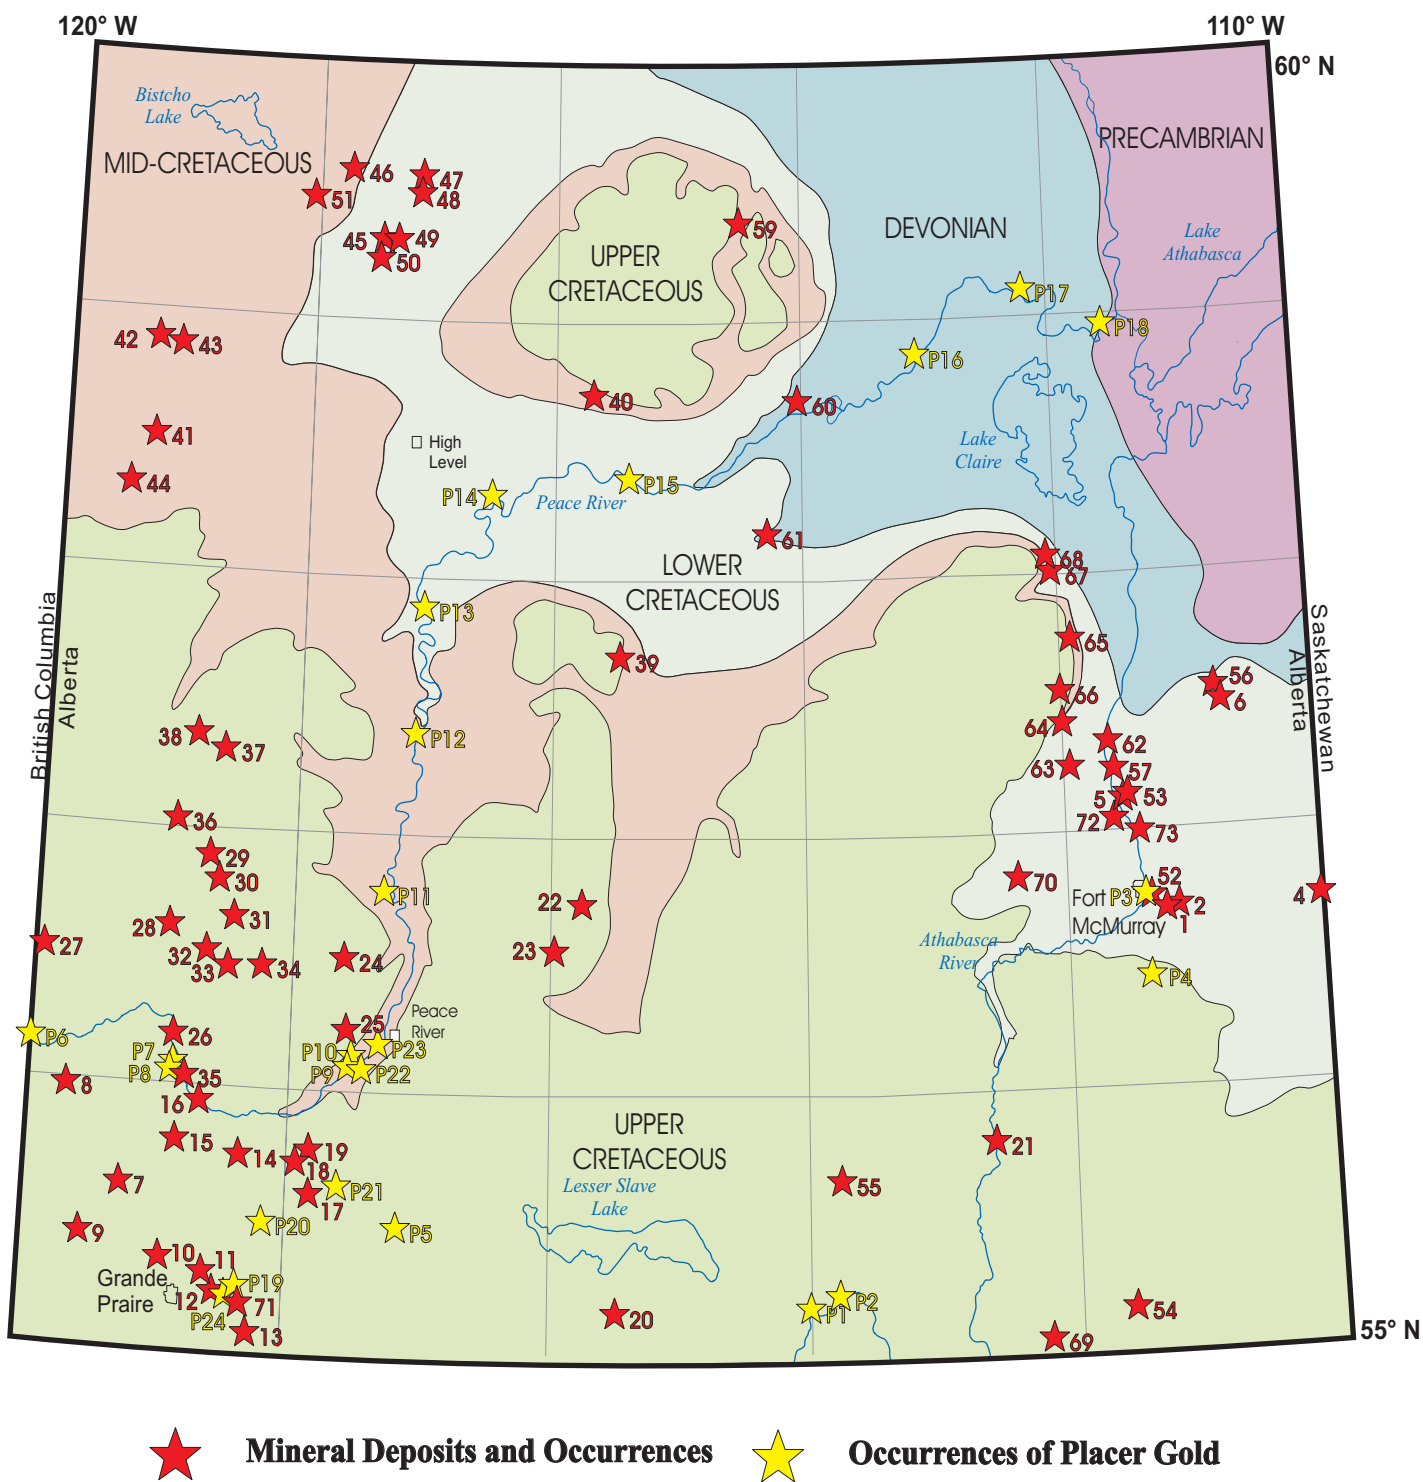 120° W
110° W
60° N
Bistcho
Lake
PRECAMBRIAN
MID-CRETACEOUS
46
47
51
48
59
DEVONIAN
Lake
Athabasca
45
49
50
UPPER
CRETACEOUS
P17
P18
42
43
P16
40
60
41
High
Level
Lake
Claire
44
P14
P15
Peace River
61
68
67
LOWER
CRETACEOUS
P13
British Columbia
Alberta
Saskatchewan
Alberta
65
39
56
6
66
64
38
37
P12
62
63
57
5
53
36
72
73
29
30
70
52
4
P11
Fort
McMurray
P3
2
1
22
31
28
27
32
33
34
24
23
Athabasca
River
P4
Peace
River
25
P6
26
P23
P7
P10
P8
35
P9
P22
8
16
15
14
19
18
UPPER
CRETACEOUS
21
7
17
P21
Lesser Slave
Lake
55
9
P20
P5
10
11
Grande
Praire
P19
12
71
P24
13
20
P1
P2
54
69
55° N
Mineral Deposits and Occurrences
Occurrences of Placer Gold